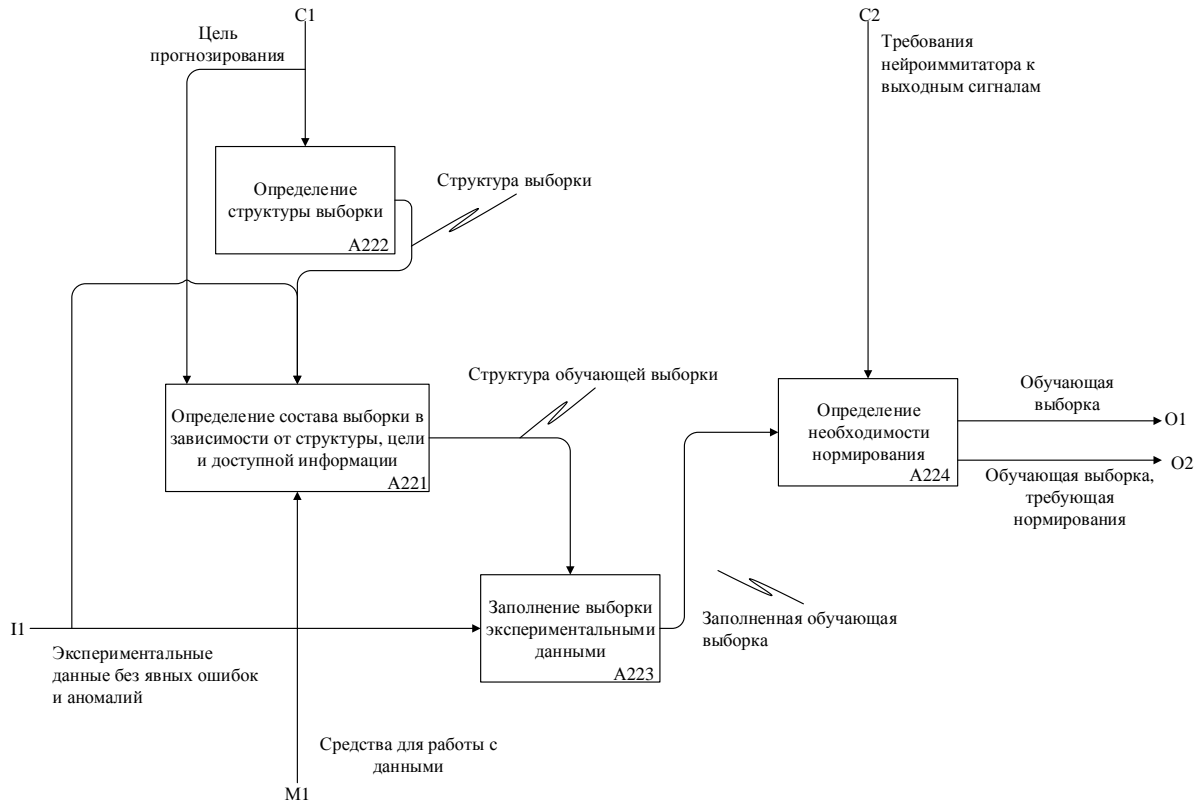 C1
C2
Цель
прогнозирования
Требования
нейроиммитатора к
выходным сигналам
Определение
структуры выборки
A222
Структура выборки
Определение состава выборки в
зависимости от структуры, цели
и доступной информации
A221
Структура обучающей выборки
Определение
необходимости
нормирования
A224
Обучающая
выборка
O1
O2
Обучающая выборка,
требующая
нормирования
I1
Экспериментальные
данные без явных ошибок
и аномалий
Заполнение выборки
экспериментальными
данными
A223
Заполненная обучающая
выборка
Средства для работы с
данными
M1